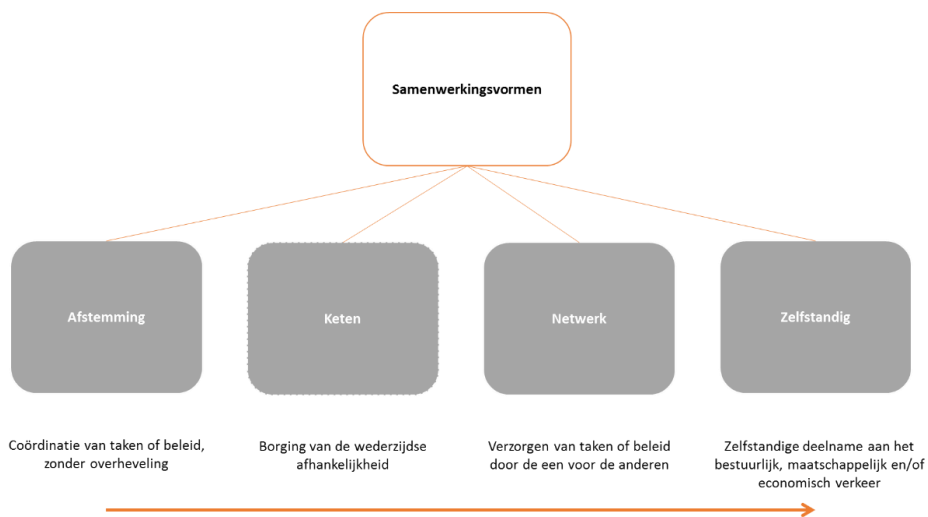 Samenwerkingsvormen
Afstemming
Keten
Netwerk
Zelfstandig
Coördinatie van taken of beleid,
zonder overheveling
Borging van de wederzijdse
afhankelijkheid
Verzorgen van taken of beleid
door de een voor de anderen
Zelfstandige deelname aan het
bestuurlijk, maatschappelijk en/of
economisch verkeer